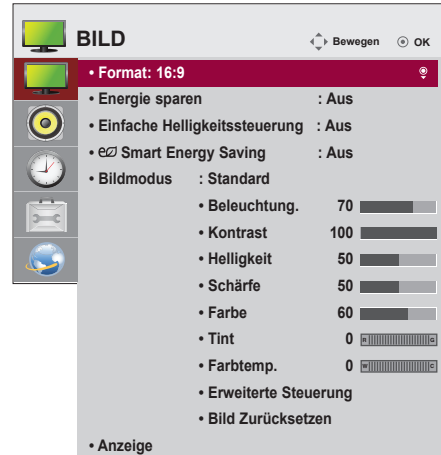 BILD Bewegen OK
• Format: 16:9
• Energie sparen : Aus
• Einfache Helligkeitssteuerung : Aus
• eco Smart Energy Saving : Aus
• Bildmodus : Standard
• Beleuchtung. 70
• Kontrast 100
• Helligkeit 50
• Schärfe 50
• Farbe 60
• Tint 0 R G
• Farbtemp. 0 W C
• Erweiterte Steuerung
• Bild Zurücksetzen
• Anzeige